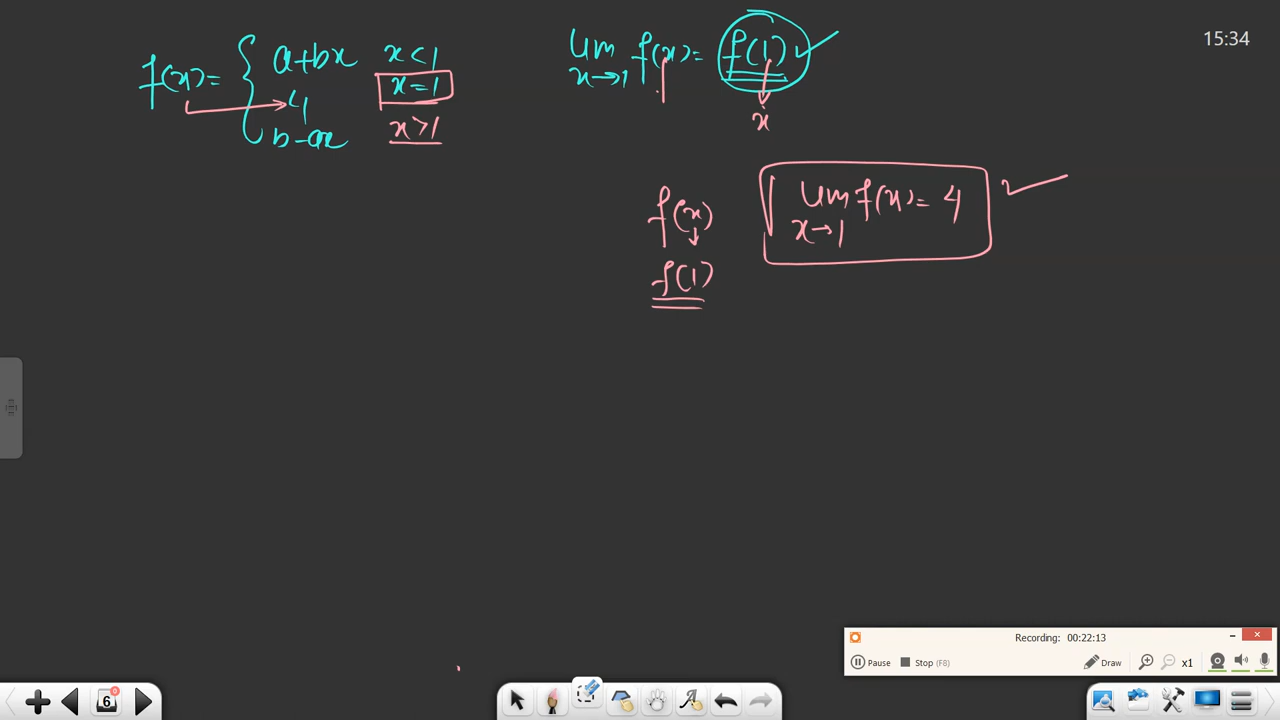 15:34
f(x)= { a+bx x<1
4 x=1
b-ax x>1
lim f(x)= f(1) ✓
x→1
x
f(x)
f(1)
lim f(x)= 4 ✓
x→1
Recording: 00:22:13
Pause Stop (F8) Draw x1
6 0